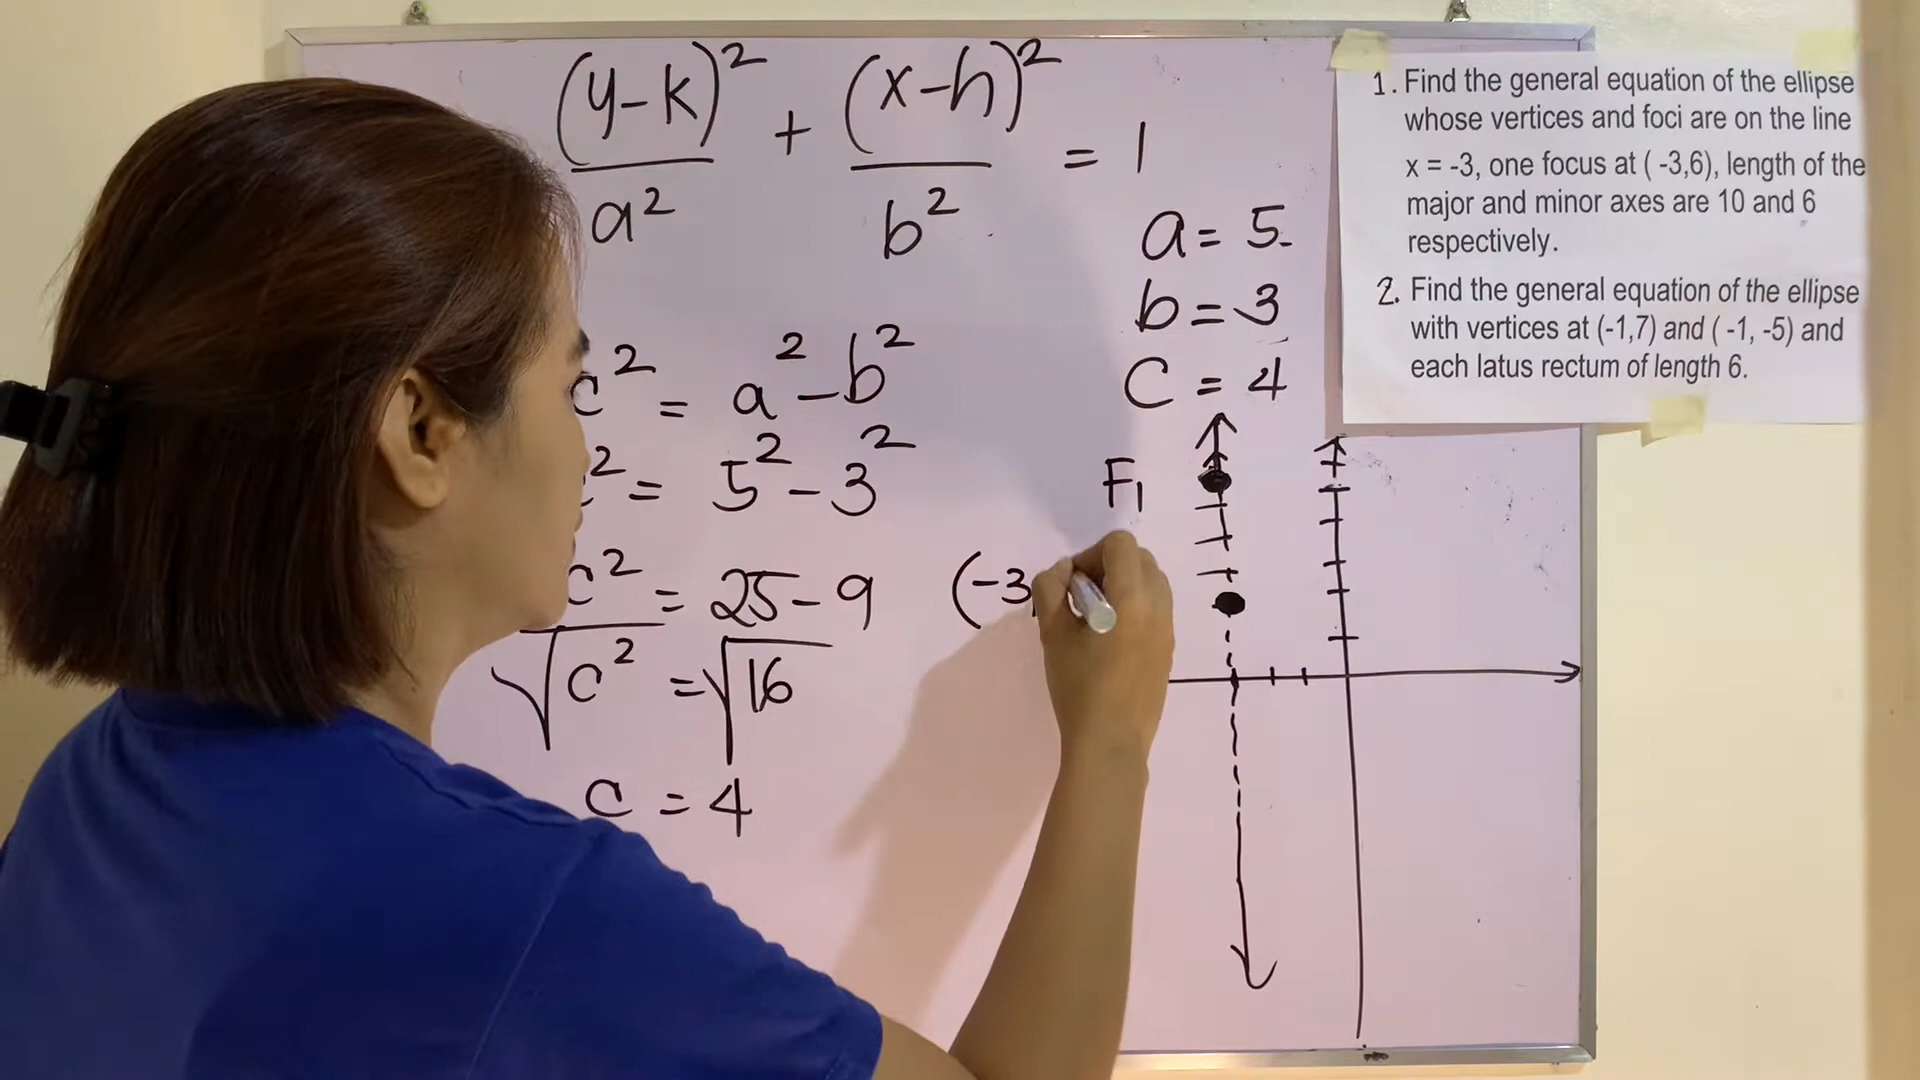 (y-k)²/a² + (x-h)²/b² = 1
a = 5
b = 3
c = 4
c² = a² - b²
c² = 5² - 3²
c² = 25 - 9
√c² = √16
c = 4
F₁
(-3,
1. Find the general equation of the ellipse
whose vertices and foci are on the line
x = -3, one focus at ( -3,6), length of the
major and minor axes are 10 and 6
respectively.
2. Find the general equation of the ellipse
with vertices at (-1,7) and ( -1, -5) and
each latus rectum of length 6.